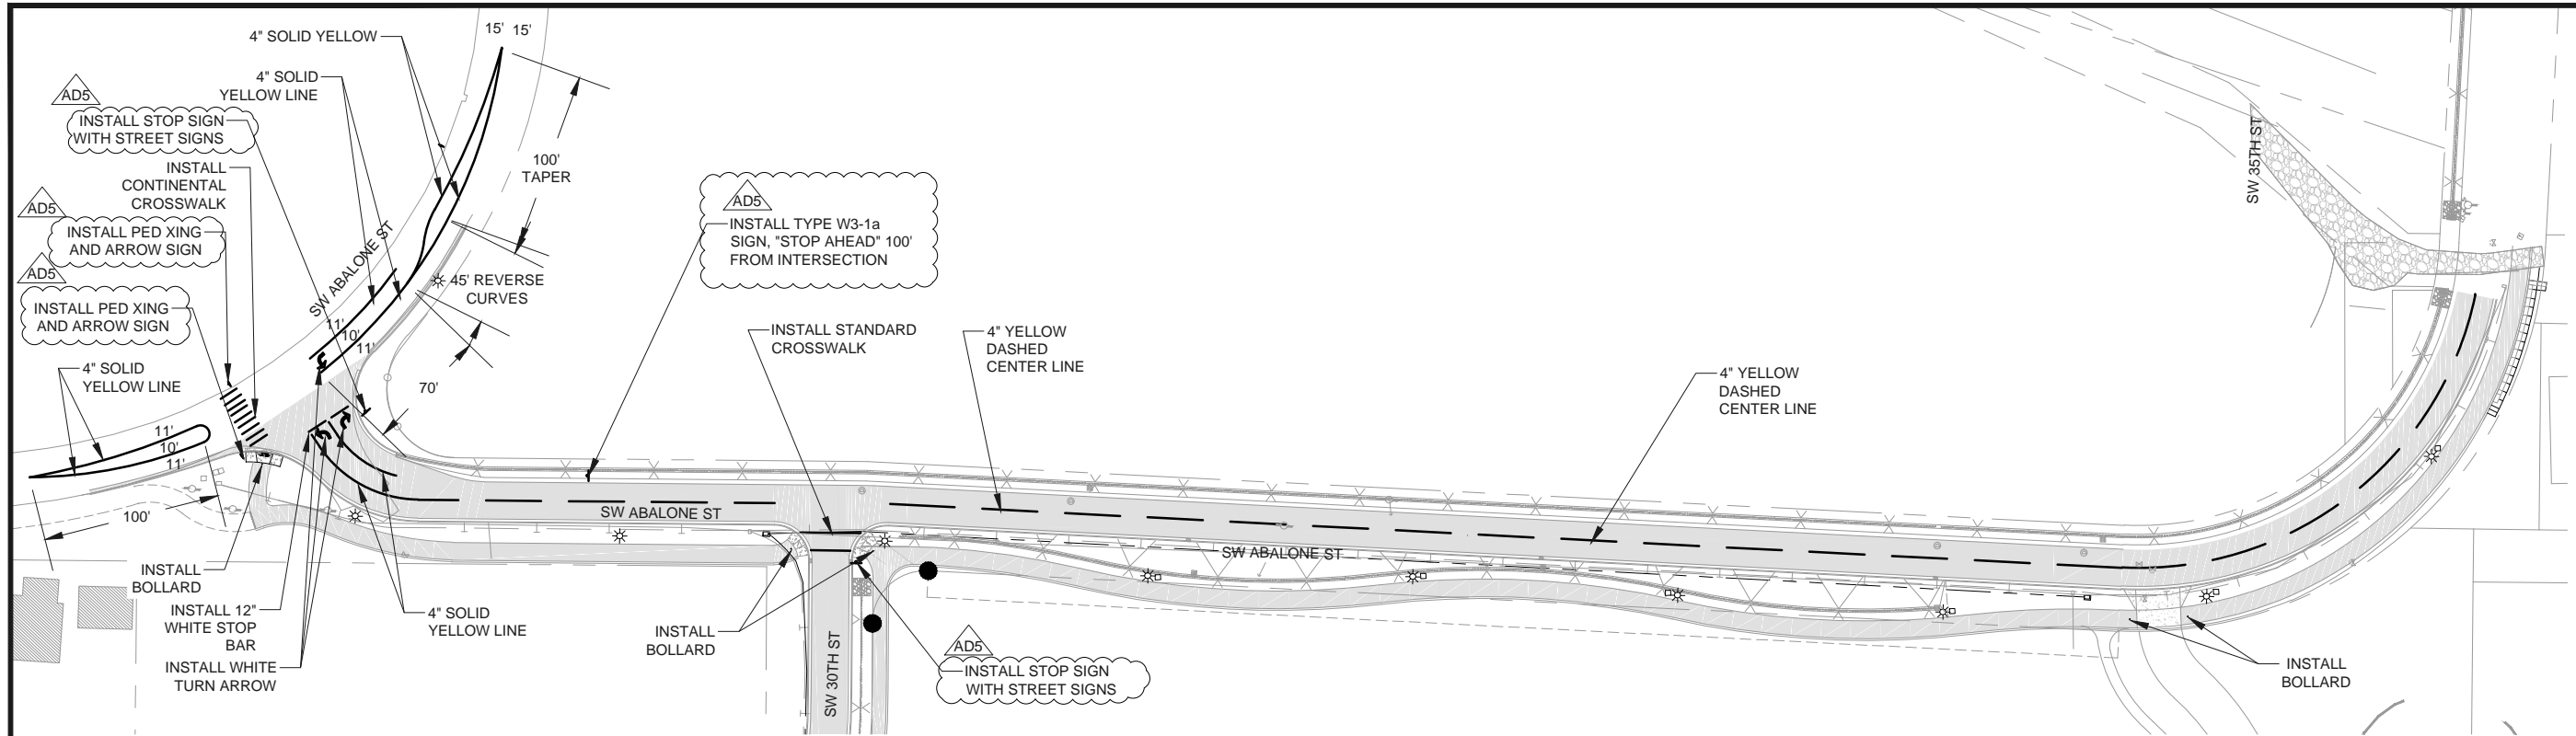 15' 15'
4" SOLID YELLOW
4" SOLID
YELLOW LINE
AD5
INSTALL STOP SIGN
WITH STREET SIGNS
INSTALL
CONTINENTAL
CROSSWALK
AD5
INSTALL PED XING
AND ARROW SIGN
AD5
INSTALL PED XING
AND ARROW SIGN
4" SOLID
YELLOW LINE
100'
TAPER
SW ABALONE ST
45' REVERSE
CURVES
11'
10'
11'
70'
11'
10'
11'
100'
AD5
INSTALL TYPE W3-1a
SIGN, "STOP AHEAD" 100'
FROM INTERSECTION
INSTALL STANDARD
CROSSWALK
4" YELLOW
DASHED
CENTER LINE
4" YELLOW
DASHED
CENTER LINE
SW 35TH ST
SW ABALONE ST
SW ABALONE ST
INSTALL
BOLLARD
INSTALL 12"
WHITE STOP
BAR
INSTALL WHITE
TURN ARROW
4" SOLID
YELLOW LINE
INSTALL
BOLLARD
SW 30TH ST
AD5
INSTALL STOP SIGN
WITH STREET SIGNS
INSTALL
BOLLARD